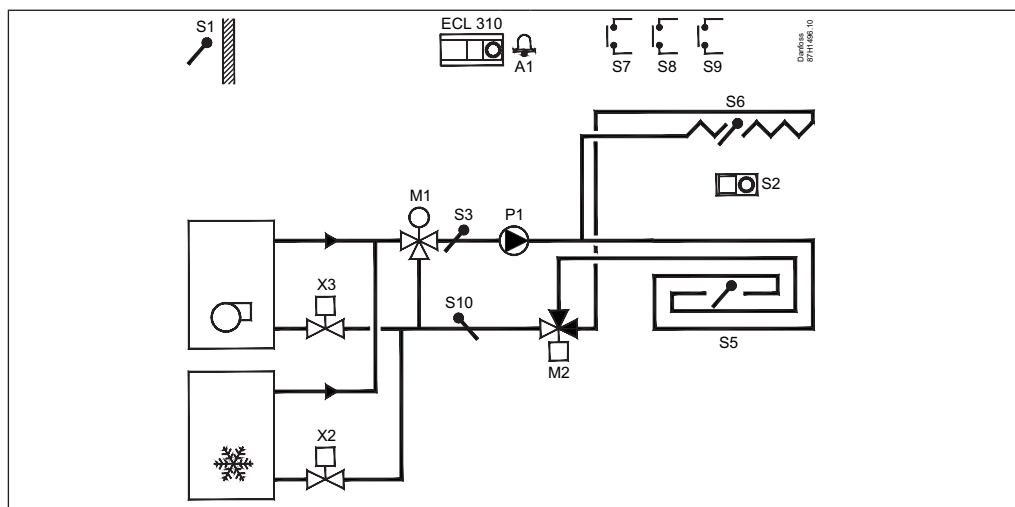 S1
ECL 310
A1
S7
S8
S9
Danfoss
87H1496.10
S6
S2
M1
S3
P1
X3
S10
M2
S5
X2